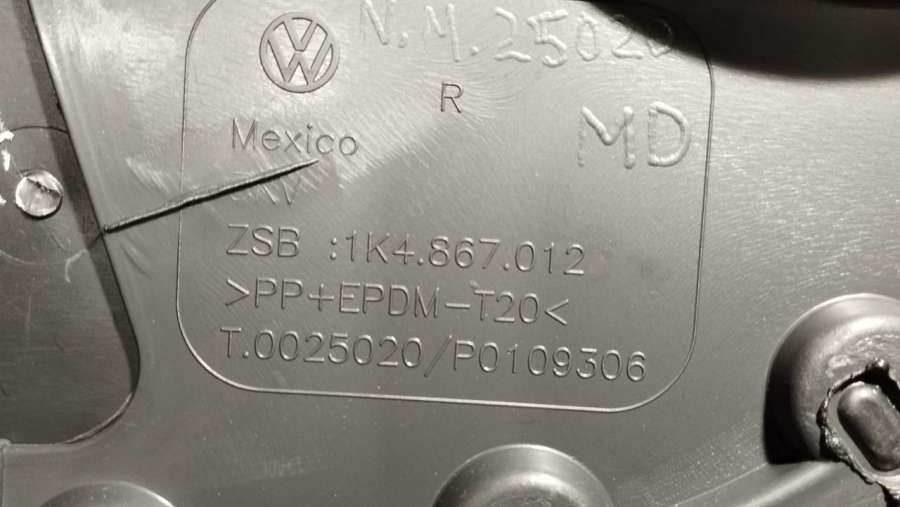 N.M.25020
R
MD
Mexico
ZSB :1K4.867.012
>PP+EPDM-T20<
T.0025020/P0109306